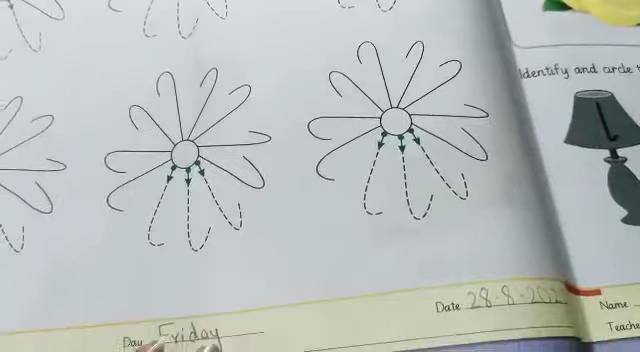 Identify and circle
Date 28-8-202
Name
Day Friday
Teache